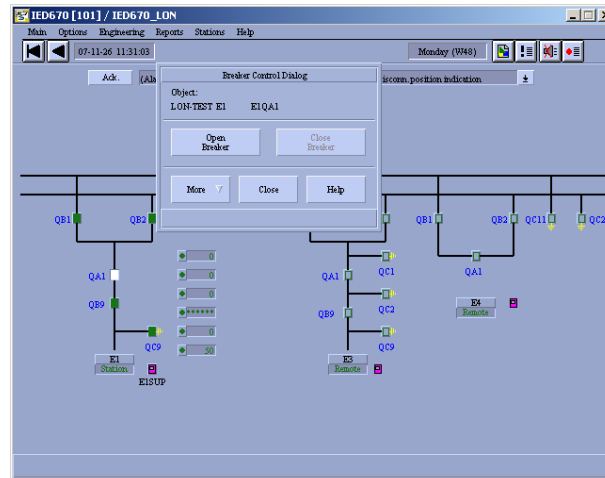 IED670 [101] / IED670_LON
Main Options Engineering Reports Stations Help
07-11-26 11:31:03 Monday (W48)
Ack. (Ala
isconn.position indication
Breaker Control Dialog
Object:
LON-TEST E1 E1QA1
Open Breaker
Close Breaker
More Close Help
QB1 QB2 QB1 QB2 QC11 QC2
0
QA1 0 QA1 QC1 QA1
0
QB9 ****** QB9 QC2 E4
Remote
0
QC9 50 QC9
E1 E3
Station Remote
E1SUP